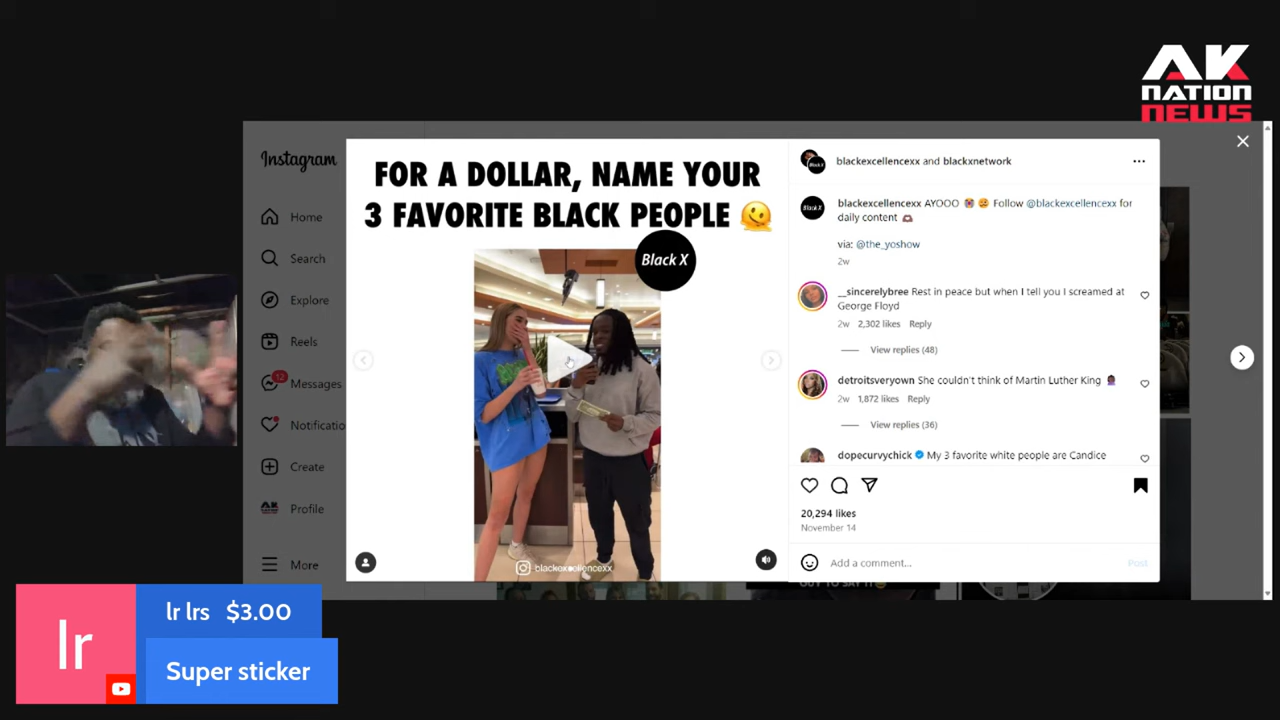 AK
NATION
NEWS
Instagram
Home
Search
Explore
Reels
12
Messages
Notificatio
Create
Profile
More
FOR A DOLLAR, NAME YOUR
3 FAVORITE BLACK PEOPLE 🫠
Black X
blackexcellencexx
blackexcellencexx and blackxnetwork
Black X
blackexcellencexx AYOOO 😭 🥴 Follow @blackexcellencexx for
daily content 🫶🏾
via: @the_yoshow
2w
__sincerelybree Rest in peace but when I tell you I screamed at
George Floyd
2w 2,302 likes Reply
View replies (48)
detroitsveryown She couldn't think of Martin Luther King 🤦🏿‍♀️
2w 1,872 likes Reply
View replies (36)
dopecurvychick My 3 favorite white people are Candice
20,294 likes
November 14
Add a comment...
Post
lr
lr lrs $3.00
Super sticker